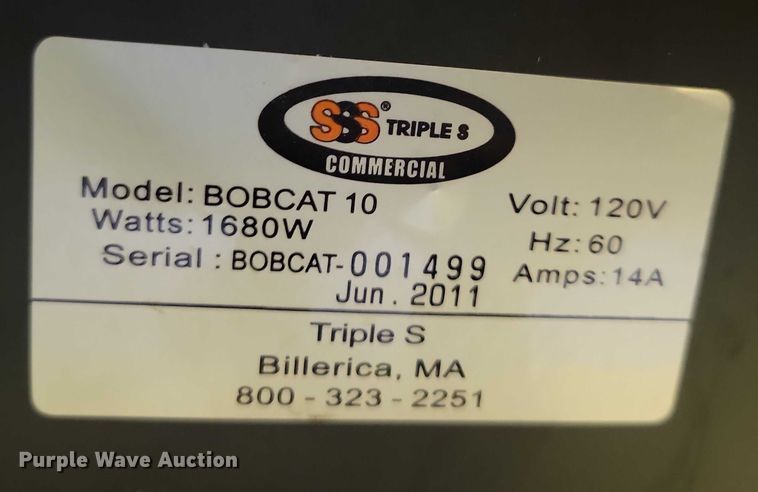 SSS® TRIPLE S
COMMERCIAL
Model: BOBCAT 10
Watts: 1680W
Serial : BOBCAT-001499
Jun. 2011
Volt: 120V
Hz: 60
Amps: 14A
Triple S
Billerica, MA
800 - 323 - 2251
Purple Wave Auction